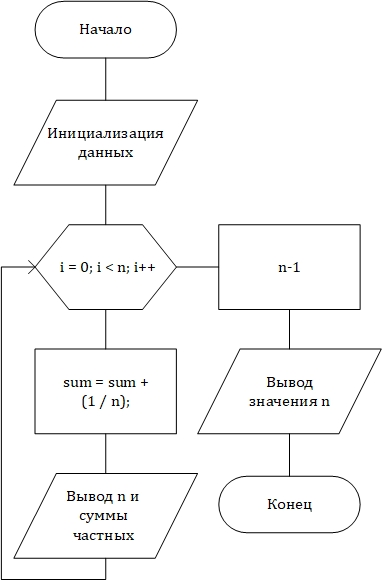 Начало
Инициализация
данных
i = 0; i < n; i++
n-1
sum = sum +
(1 / n);
Вывод
значения n
Вывод n и
суммы
частных
Конец